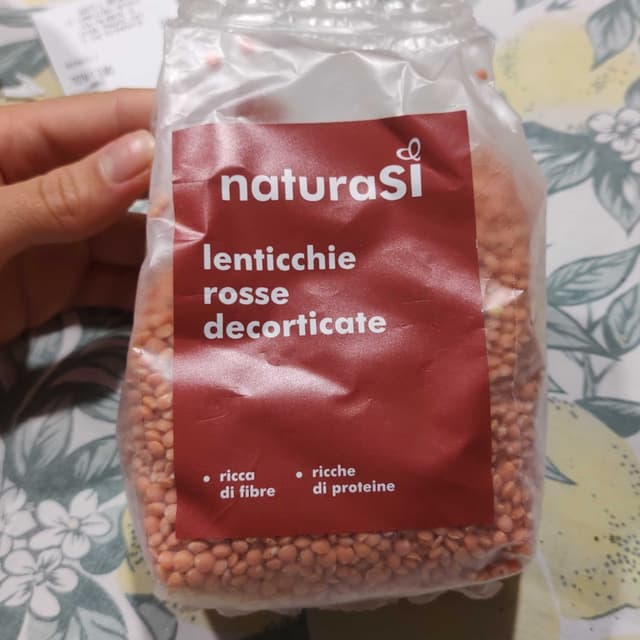 naturaSì
lenticchie
rosse
decorticate
• ricca
di fibre
• ricche
di proteine